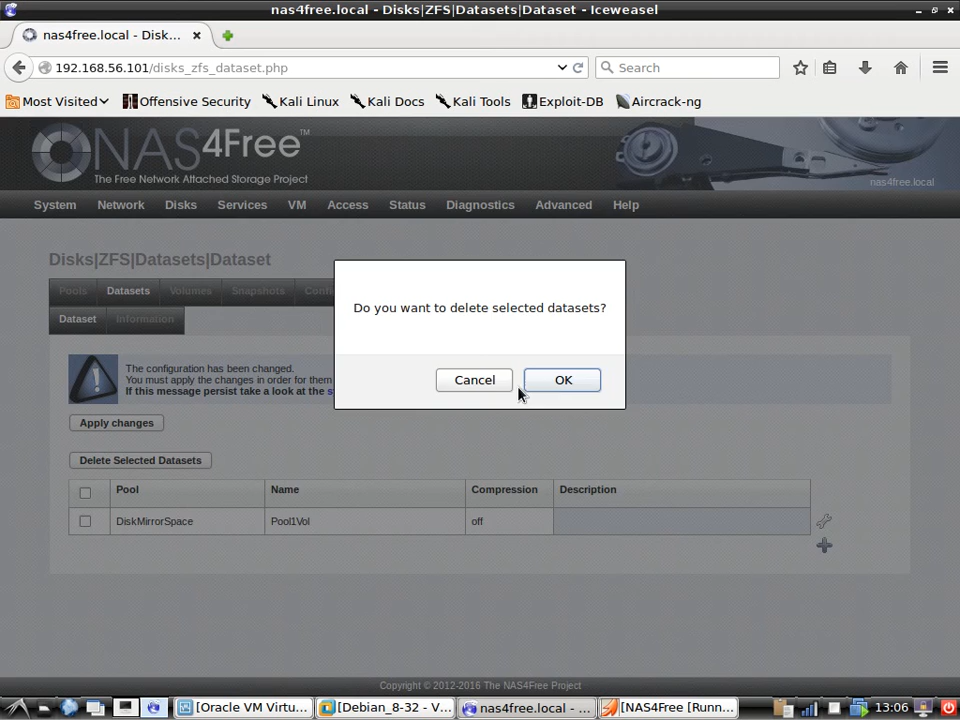 nas4free.local - Disks|ZFS|Datasets|Dataset - Iceweasel
nas4free.local - Disk...
192.168.56.101/disks_zfs_dataset.php
Search
Most Visited
Offensive Security
Kali Linux
Kali Docs
Kali Tools
Exploit-DB
Aircrack-ng
NAS4Free™
The Free Network Attached Storage Project
nas4free.local
System Network Disks Services VM Access Status Diagnostics Advanced Help
Disks|ZFS|Datasets|Dataset
Pools Datasets Volumes Snapshots Confi
Dataset Information
Do you want to delete selected datasets?
Cancel OK
The configuration has been changed.
You must apply the changes in order for them
If this message persist take a look at the s
Apply changes
Delete Selected Datasets
Pool Name Compression Description
DiskMirrorSpace Pool1Vol off
Copyright © 2012-2016 The NAS4Free Project
[Oracle VM Virtu... [Debian_8-32 - V... nas4free.local - ... [NAS4Free [Runn... 13:06